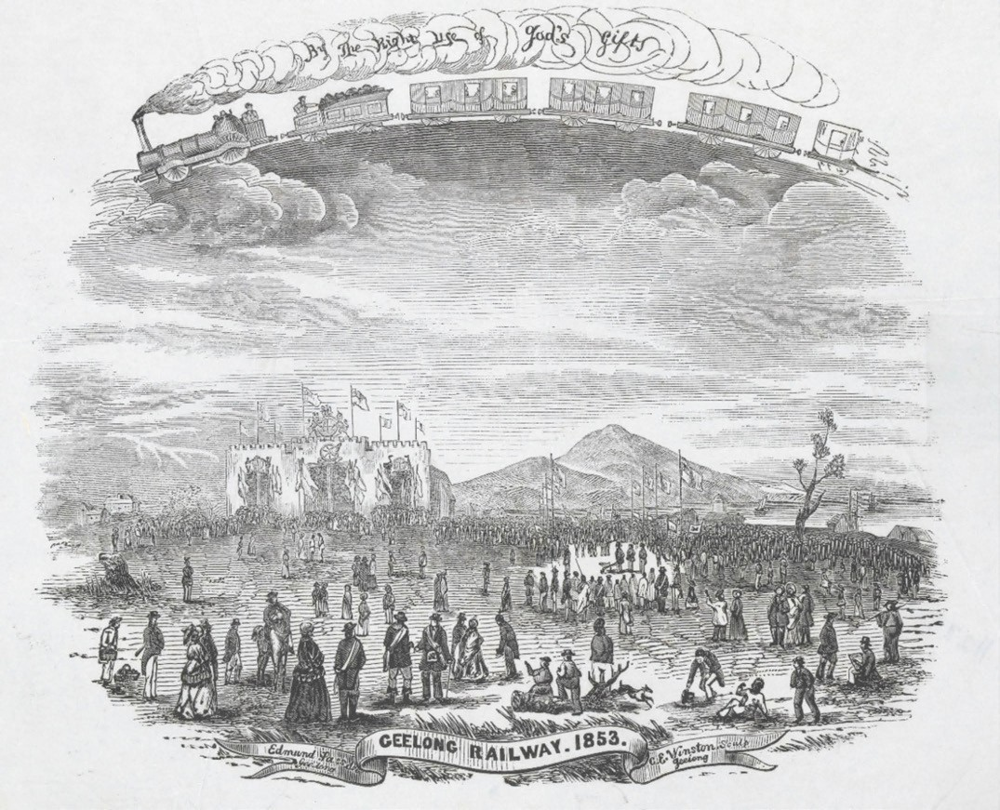 By The Right use of God's Gifts
GEELONG RAILWAY. 1853.
Edmund
C.E. Winston. Sculp
Geelong